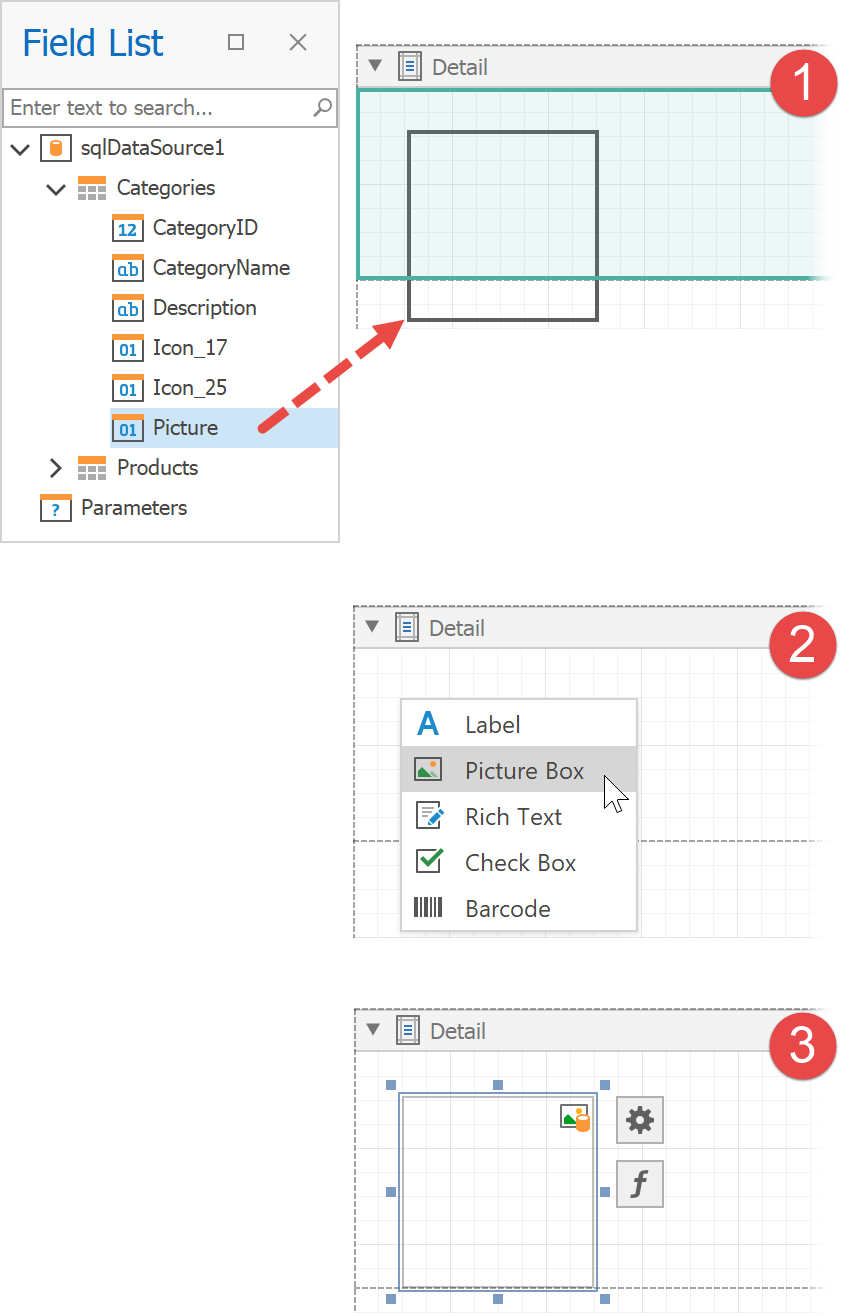 Field List
Enter text to search...
sqlDataSource1
Categories
12 CategoryID
ab CategoryName
ab Description
01 Icon_17
01 Icon_25
01 Picture
Products
? Parameters
Detail
1
Detail
2
A Label
Picture Box
Rich Text
Check Box
Barcode
Detail
3
f